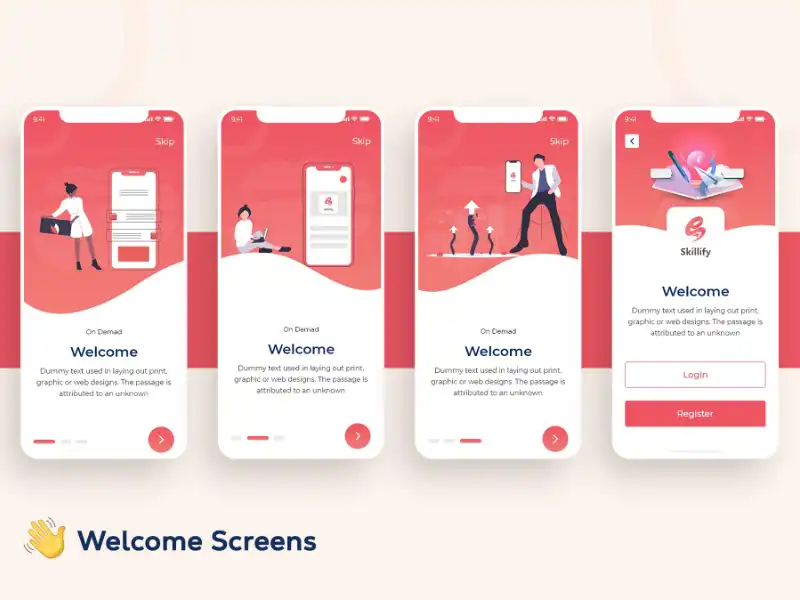 9:41
Skip
On Demad
Welcome
Dummy text used in laying out print,
graphic or web designs. The passage is
attributed to an unknown
9:41
Skip
On Demad
Welcome
Dummy text used in laying out print,
graphic or web designs. The passage is
attributed to an unknown
9:41
Skip
On Demad
Welcome
Dummy text used in laying out print,
graphic or web designs. The passage is
attributed to an unknown
9:41
Skillify
Welcome
Dummy text used in laying out print,
graphic or web designs. The passage is
attributed to an unknown
Login
Register
Welcome Screens